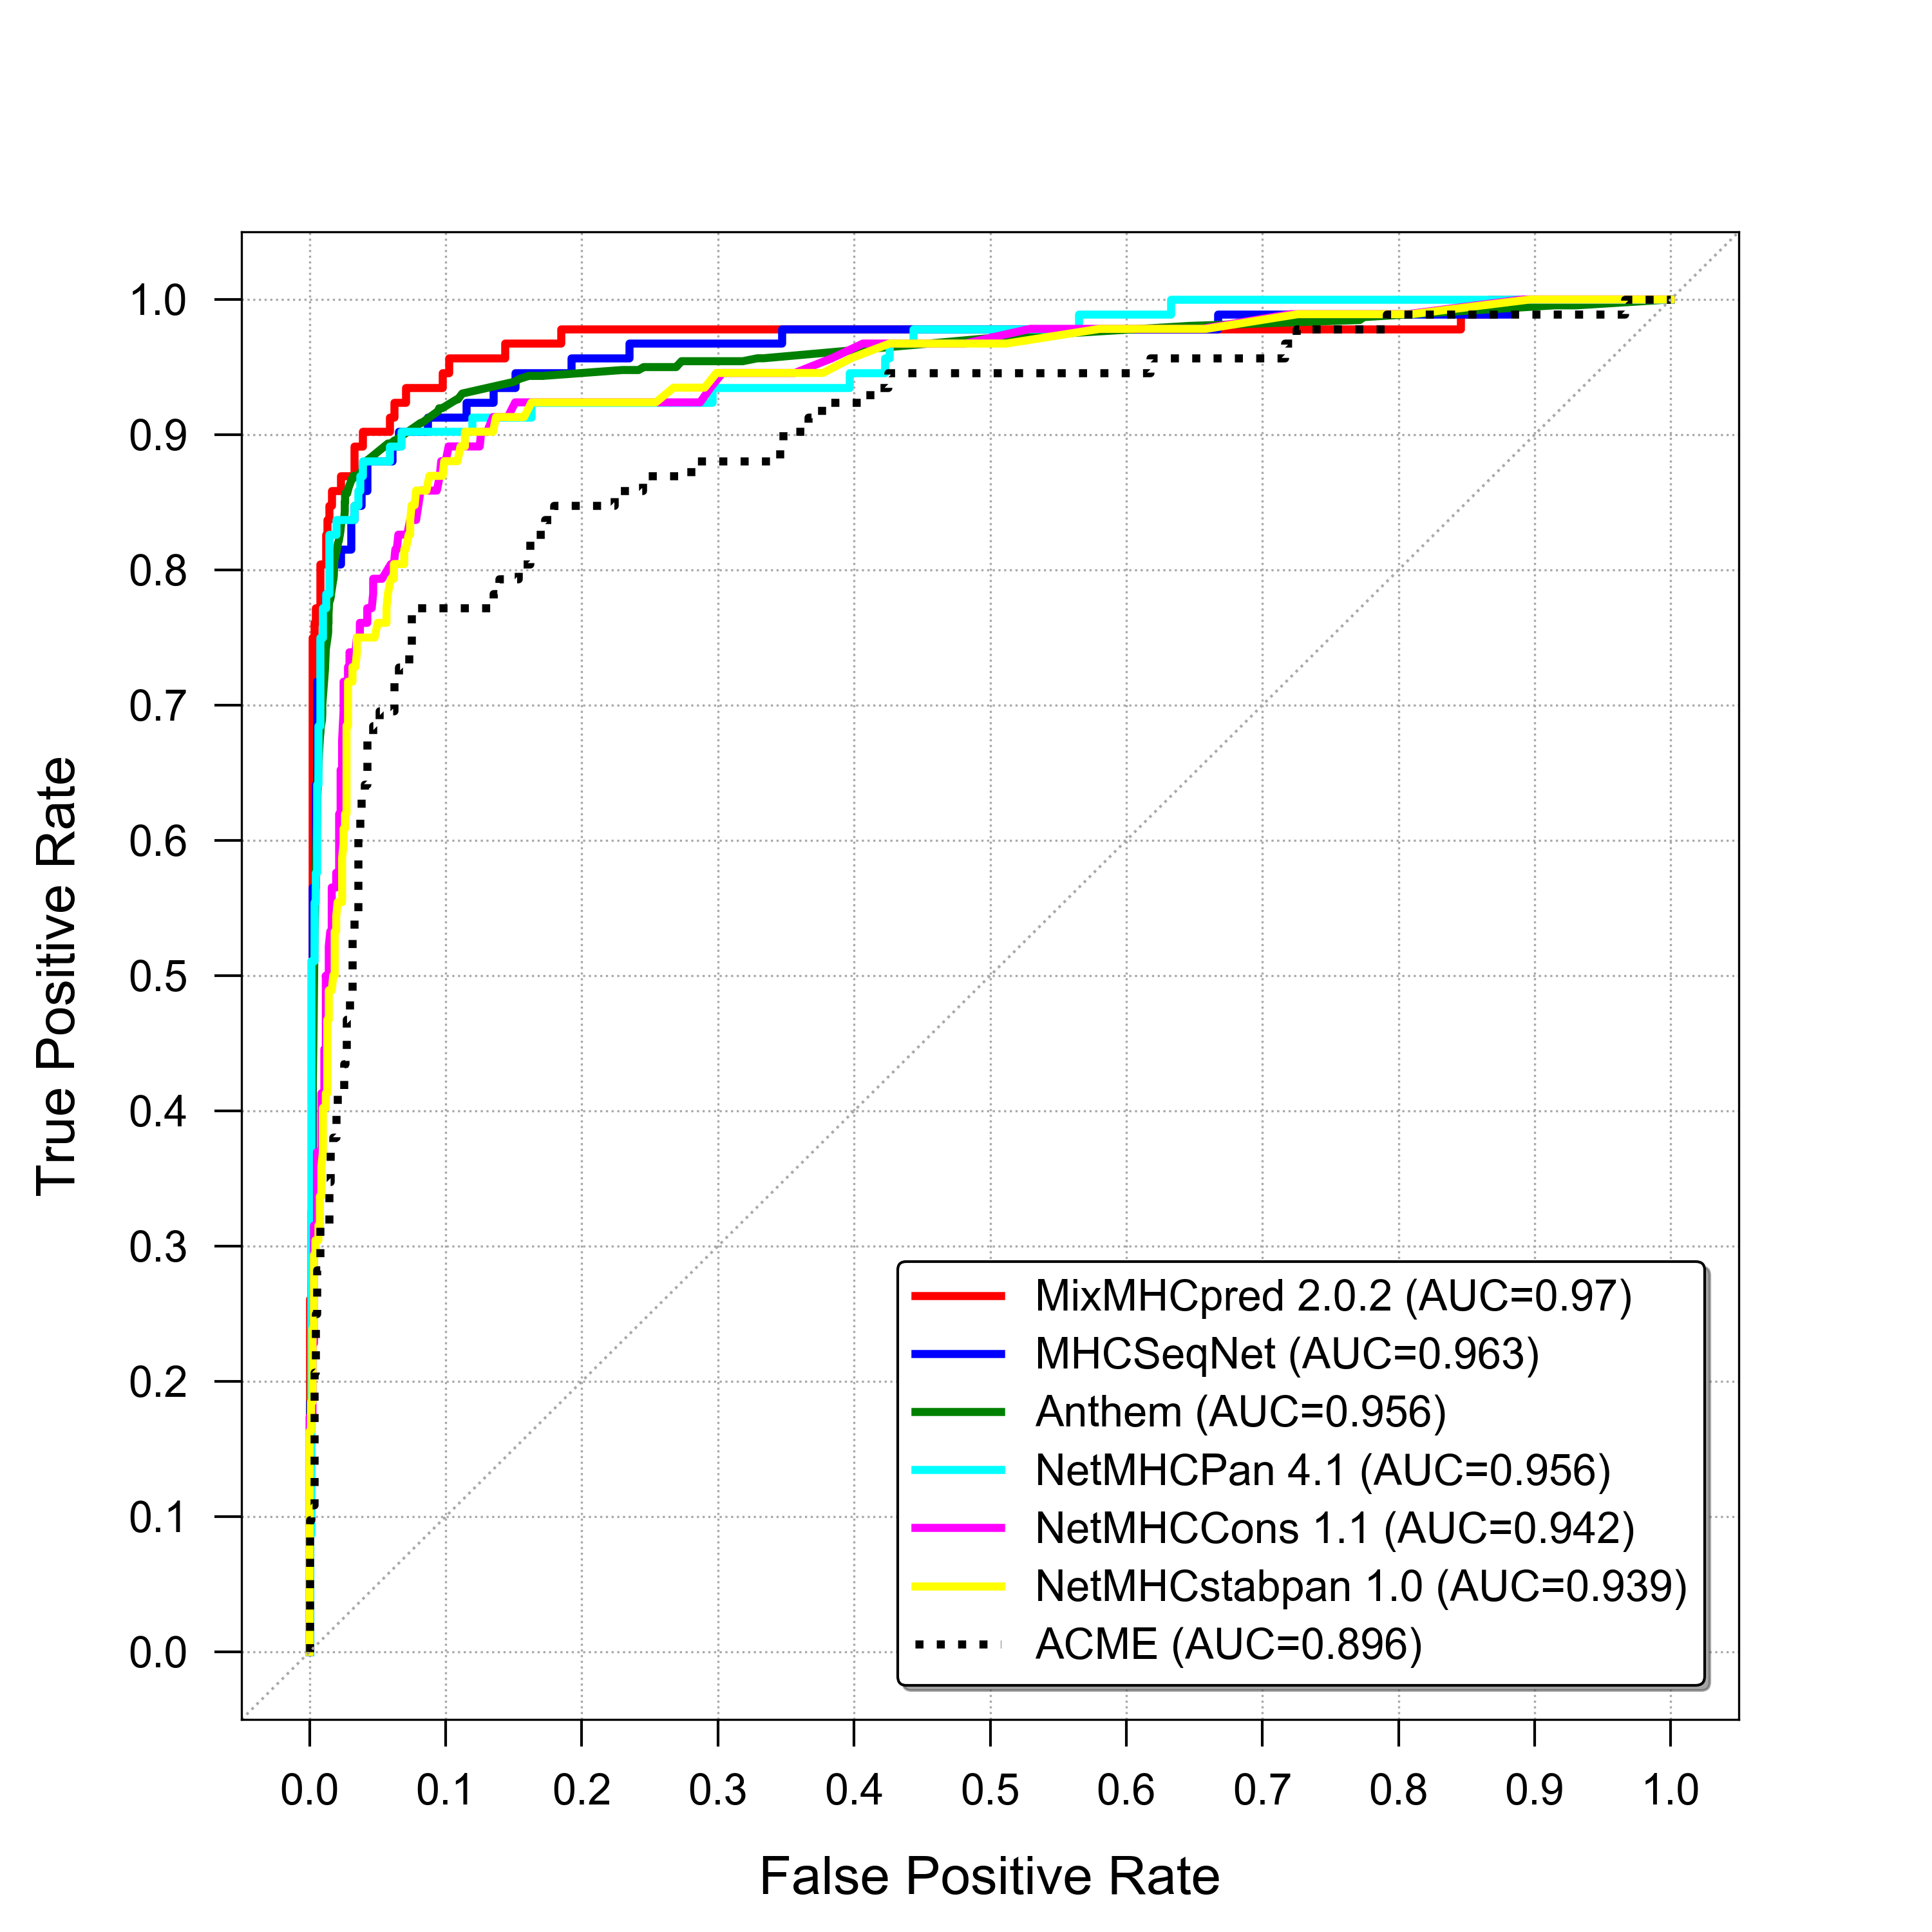 True Positive Rate
1.0
0.9
0.8
0.7
0.6
0.5
0.4
0.3
0.2
0.1
0.0
MixMHCpred 2.0.2 (AUC=0.97)
MHCSeqNet (AUC=0.963)
Anthem (AUC=0.956)
NetMHCPan 4.1 (AUC=0.956)
NetMHCCons 1.1 (AUC=0.942)
NetMHCstabpan 1.0 (AUC=0.939)
ACME (AUC=0.896)
0.0 0.1 0.2 0.3 0.4 0.5 0.6 0.7 0.8 0.9 1.0
False Positive Rate